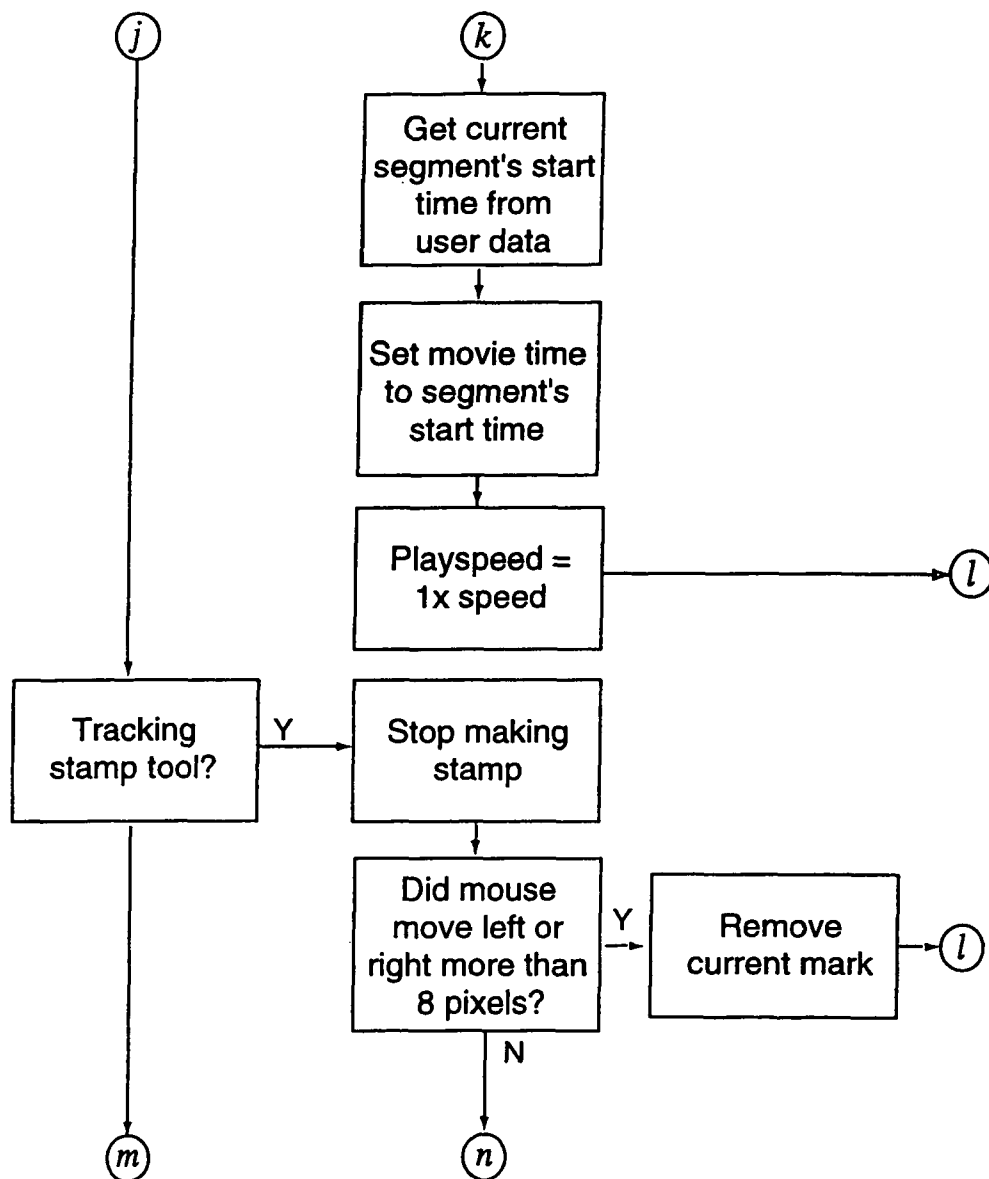 j
k
Get current
segment's start
time from
user data
Set movie time
to segment's
start time
Playspeed =
1x speed
l
Tracking
stamp tool?
Y
Stop making
stamp
Did mouse
move left or
right more than
8 pixels?
Y
Remove
current mark
l
N
m
n